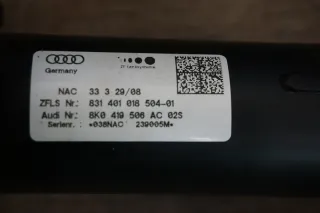 Germany
ZF Lenksysteme
NAC 33 3 29/08
ZFLS Nr: 831 401 018 504-01
Audi Nr: 8K0 419 506 AC 02S
Seriennr.: *038NAC 239005M*